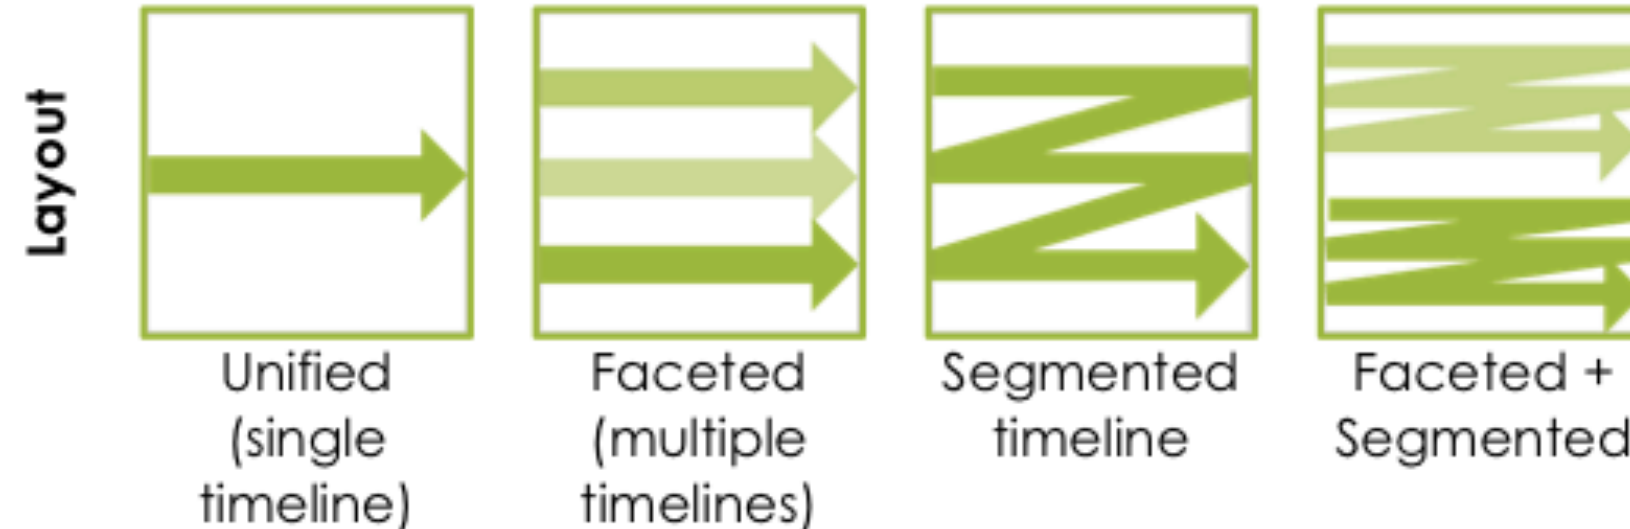 Layout
Unified
(single
timeline)
Faceted
(multiple
timelines)
Segmented
timeline
Faceted +
Segmented